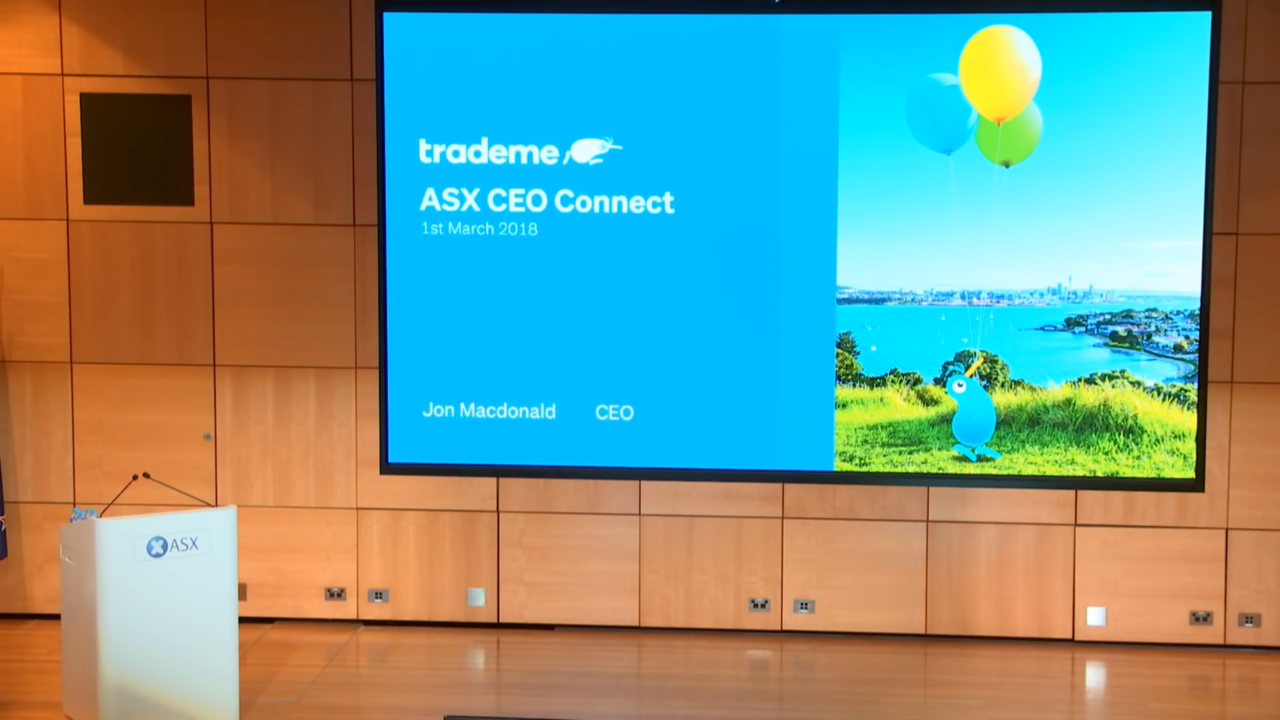 trademe
ASX CEO Connect
1st March 2018
Jon Macdonald CEO
ASX